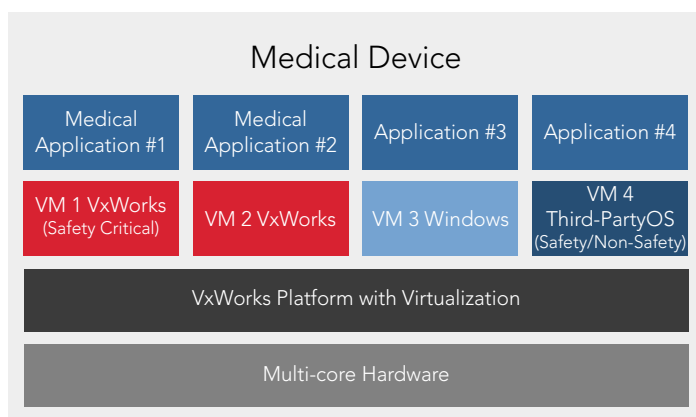 Medical Device
Medical
Application #1
Medical
Application #2
Application #3
Application #4
VM 1 VxWorks
(Safety Critical)
VM 2 VxWorks
VM 3 Windows
VM 4
Third-PartyOS
(Safety/Non-Safety)
VxWorks Platform with Virtualization
Multi-core Hardware